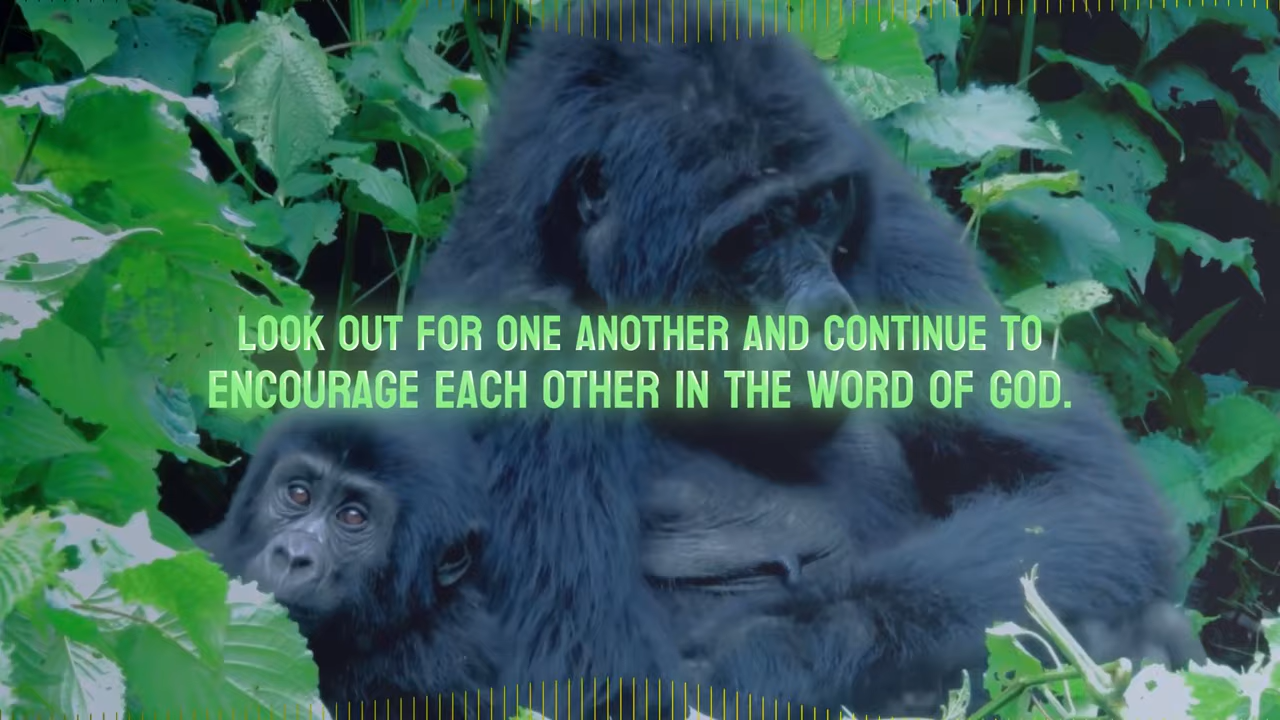 LOOK OUT FOR ONE ANOTHER AND CONTINUE TO
ENCOURAGE EACH OTHER IN THE WORD OF GOD.